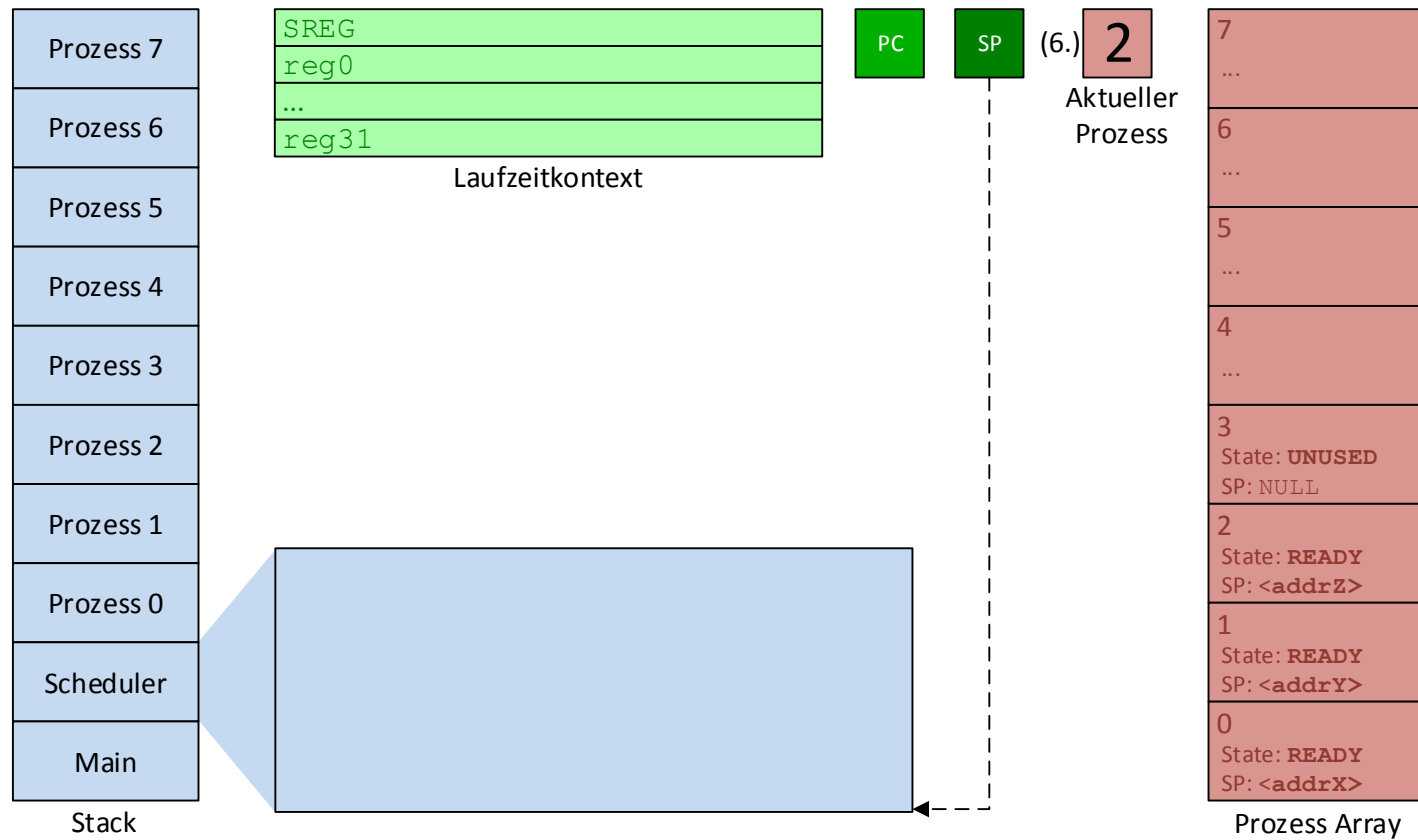 Prozess 7
Prozess 6
Prozess 5
Prozess 4
Prozess 3
Prozess 2
Prozess 1
Prozess 0
Scheduler
Main
Stack
SREG
reg0
...
reg31
Laufzeitkontext
PC
SP
(6.)
2
Aktueller
Prozess
7
...
6
...
5
...
4
...
3
State: UNUSED
SP: NULL
2
State: READY
SP: <addrZ>
1
State: READY
SP: <addrY>
0
State: READY
SP: <addrX>
Prozess Array